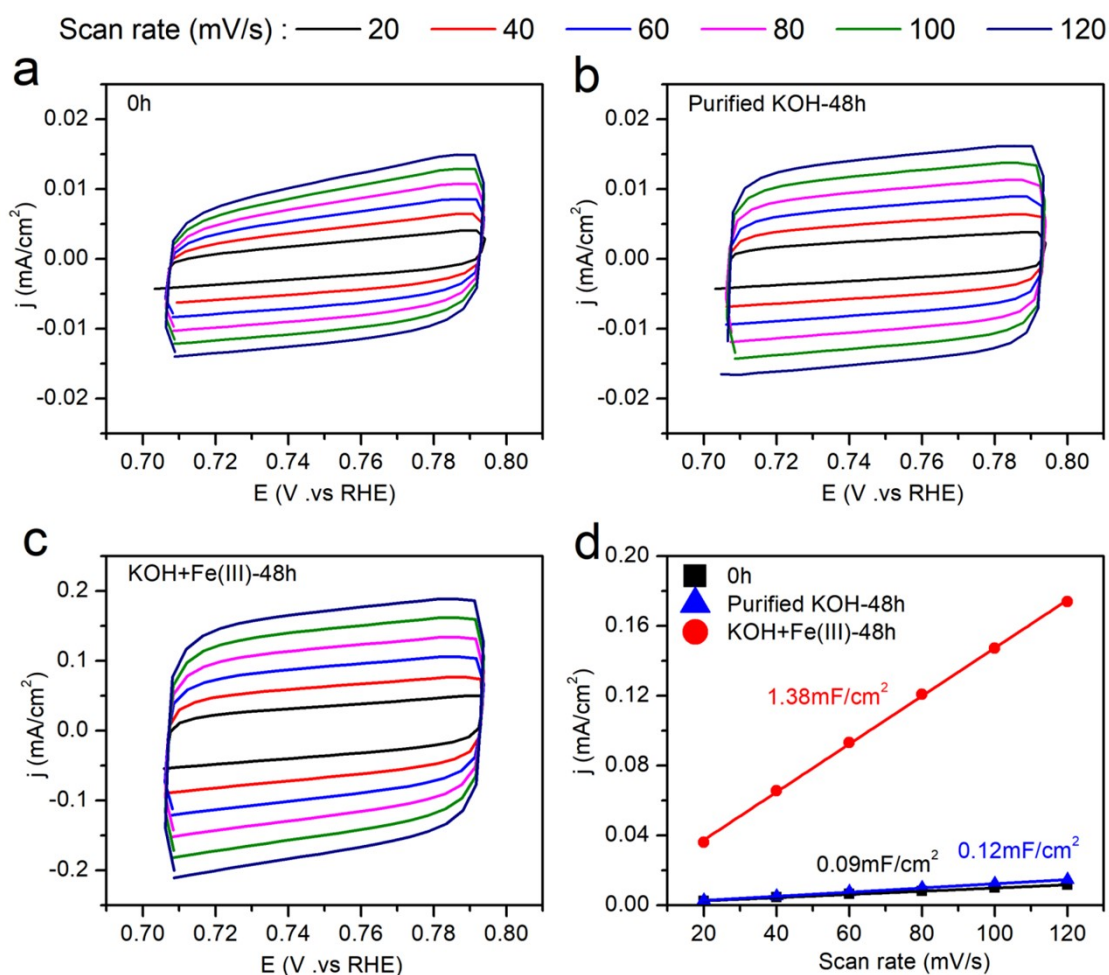 Scan rate (mV/s) : 20 40 60 80 100 120
a
0h
j (mA/cm²)
0.02
0.01
0.00
-0.01
-0.02
0.70 0.72 0.74 0.76 0.78 0.80
E (V .vs RHE)
b
Purified KOH-48h
j (mA/cm²)
0.02
0.01
0.00
-0.01
-0.02
0.70 0.72 0.74 0.76 0.78 0.80
E (V .vs RHE)
c
KOH+Fe(III)-48h
j (mA/cm²)
0.2
0.1
0.0
-0.1
-0.2
0.70 0.72 0.74 0.76 0.78 0.80
E (V .vs RHE)
d
0h
Purified KOH-48h
KOH+Fe(III)-48h
1.38mF/cm²
0.09mF/cm²
0.12mF/cm²
j (mA/cm²)
0.20
0.16
0.12
0.08
0.04
0.00
20 40 60 80 100 120
Scan rate (mV/s)